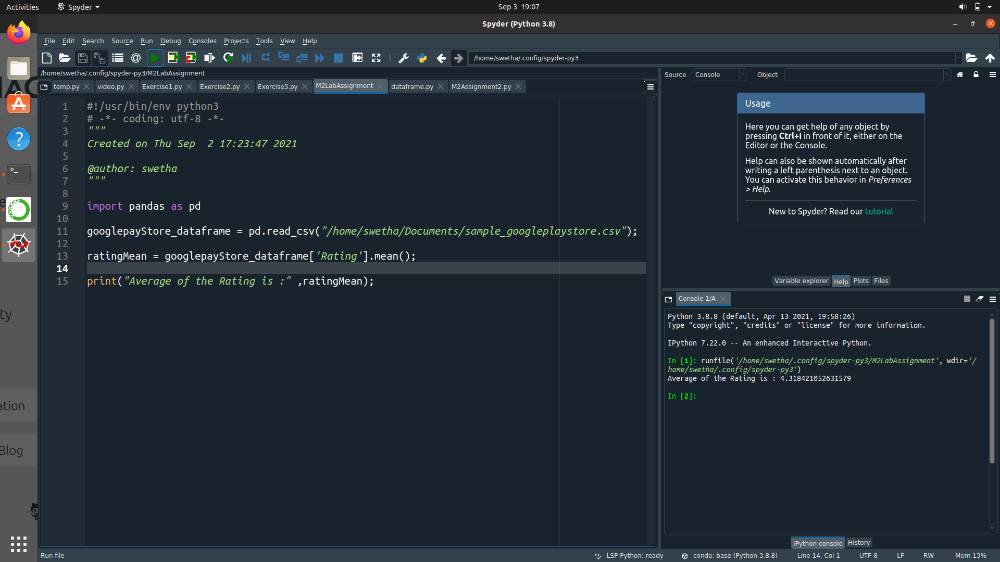 Activities
Spyder
Sep 3 19:07
Spyder (Python 3.8)
File Edit Search Source Run Debug Consoles Projects Tools View Help
/home/swetha/.config/spyder-py3
/home/swetha/.config/spyder-py3/M2LabAssignment
temp.py video.py Exercise1.py Exercise2.py Exercise3.py M2LabAssignment dataframe.py M2Assignment2.py
1 #!/usr/bin/env python3
2 # -*- coding: utf-8 -*-
3 """
4 Created on Thu Sep  2 17:23:47 2021
5
6 @author: swetha
7 """
8
9 import pandas as pd
10
11 googlepayStore_dataframe = pd.read_csv("/home/swetha/Documents/sample_googleplaystore.csv");
12
13 ratingMean = googlepayStore_dataframe['Rating'].mean();
14
15 print("Average of the Rating is :" ,ratingMean);
Source Console Object
Usage
Here you can get help of any object by
pressing Ctrl+I in front of it, either on the
Editor or the Console.
Help can also be shown automatically after
writing a left parenthesis next to an object.
You can activate this behavior in Preferences
> Help.
New to Spyder? Read our tutorial
Variable explorer Help Plots Files
Console 1/A
Python 3.8.8 (default, Apr 13 2021, 19:58:26)
Type "copyright", "credits" or "license" for more information.
IPython 7.22.0 -- An enhanced Interactive Python.
In [1]: runfile('/home/swetha/.config/spyder-py3/M2LabAssignment', wdir='/
home/swetha/.config/spyder-py3')
Average of the Rating is : 4.318421052631579
In [2]:
IPython console History
ty
ation
Blog
Run file
LSP Python: ready
conda: base (Python 3.8.8)
Line 14, Col 1
UTF-8
LF
RW
Mem 13%